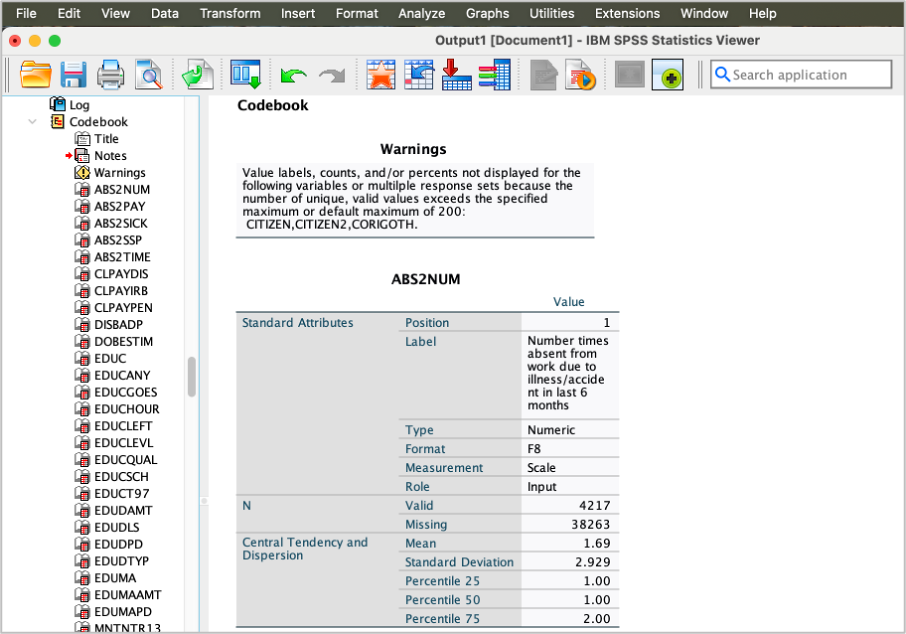 File Edit View Data Transform Insert Format Analyze Graphs Utilities Extensions Window Help
Output1 [Document1] - IBM SPSS Statistics Viewer
Search application
Log
Codebook
Title
Notes
Warnings
ABS2NUM
ABS2PAY
ABS2SICK
ABS2SSP
ABS2TIME
CLPAYDIS
CLPAYIRB
CLPAYPEN
DISBADP
DOBESTIM
EDUC
EDUCANY
EDUCGOES
EDUCHOUR
EDUCLEFT
EDUCLEVL
EDUCQUAL
EDUCSCH
EDUCT97
EDUDAMT
EDUDLS
EDUDPD
EDUDTYP
EDUMA
EDUMAAMT
EDUMAPD
MNTNTR13
Codebook
Warnings
Value labels, counts, and/or percents not displayed for the
following variables or multilple response sets because the
number of unique, valid values exceeds the specified
maximum or default maximum of 200:
CITIZEN,CITIZEN2,CORIGOTH.
ABS2NUM
Value
Standard Attributes Position 1
Label Number times
absent from
work due to
illness/accide
nt in last 6
months
Type Numeric
Format F8
Measurement Scale
Role Input
N Valid 4217
Missing 38263
Central Tendency and Mean 1.69
Dispersion
Standard Deviation 2.929
Percentile 25 1.00
Percentile 50 1.00
Percentile 75 2.00